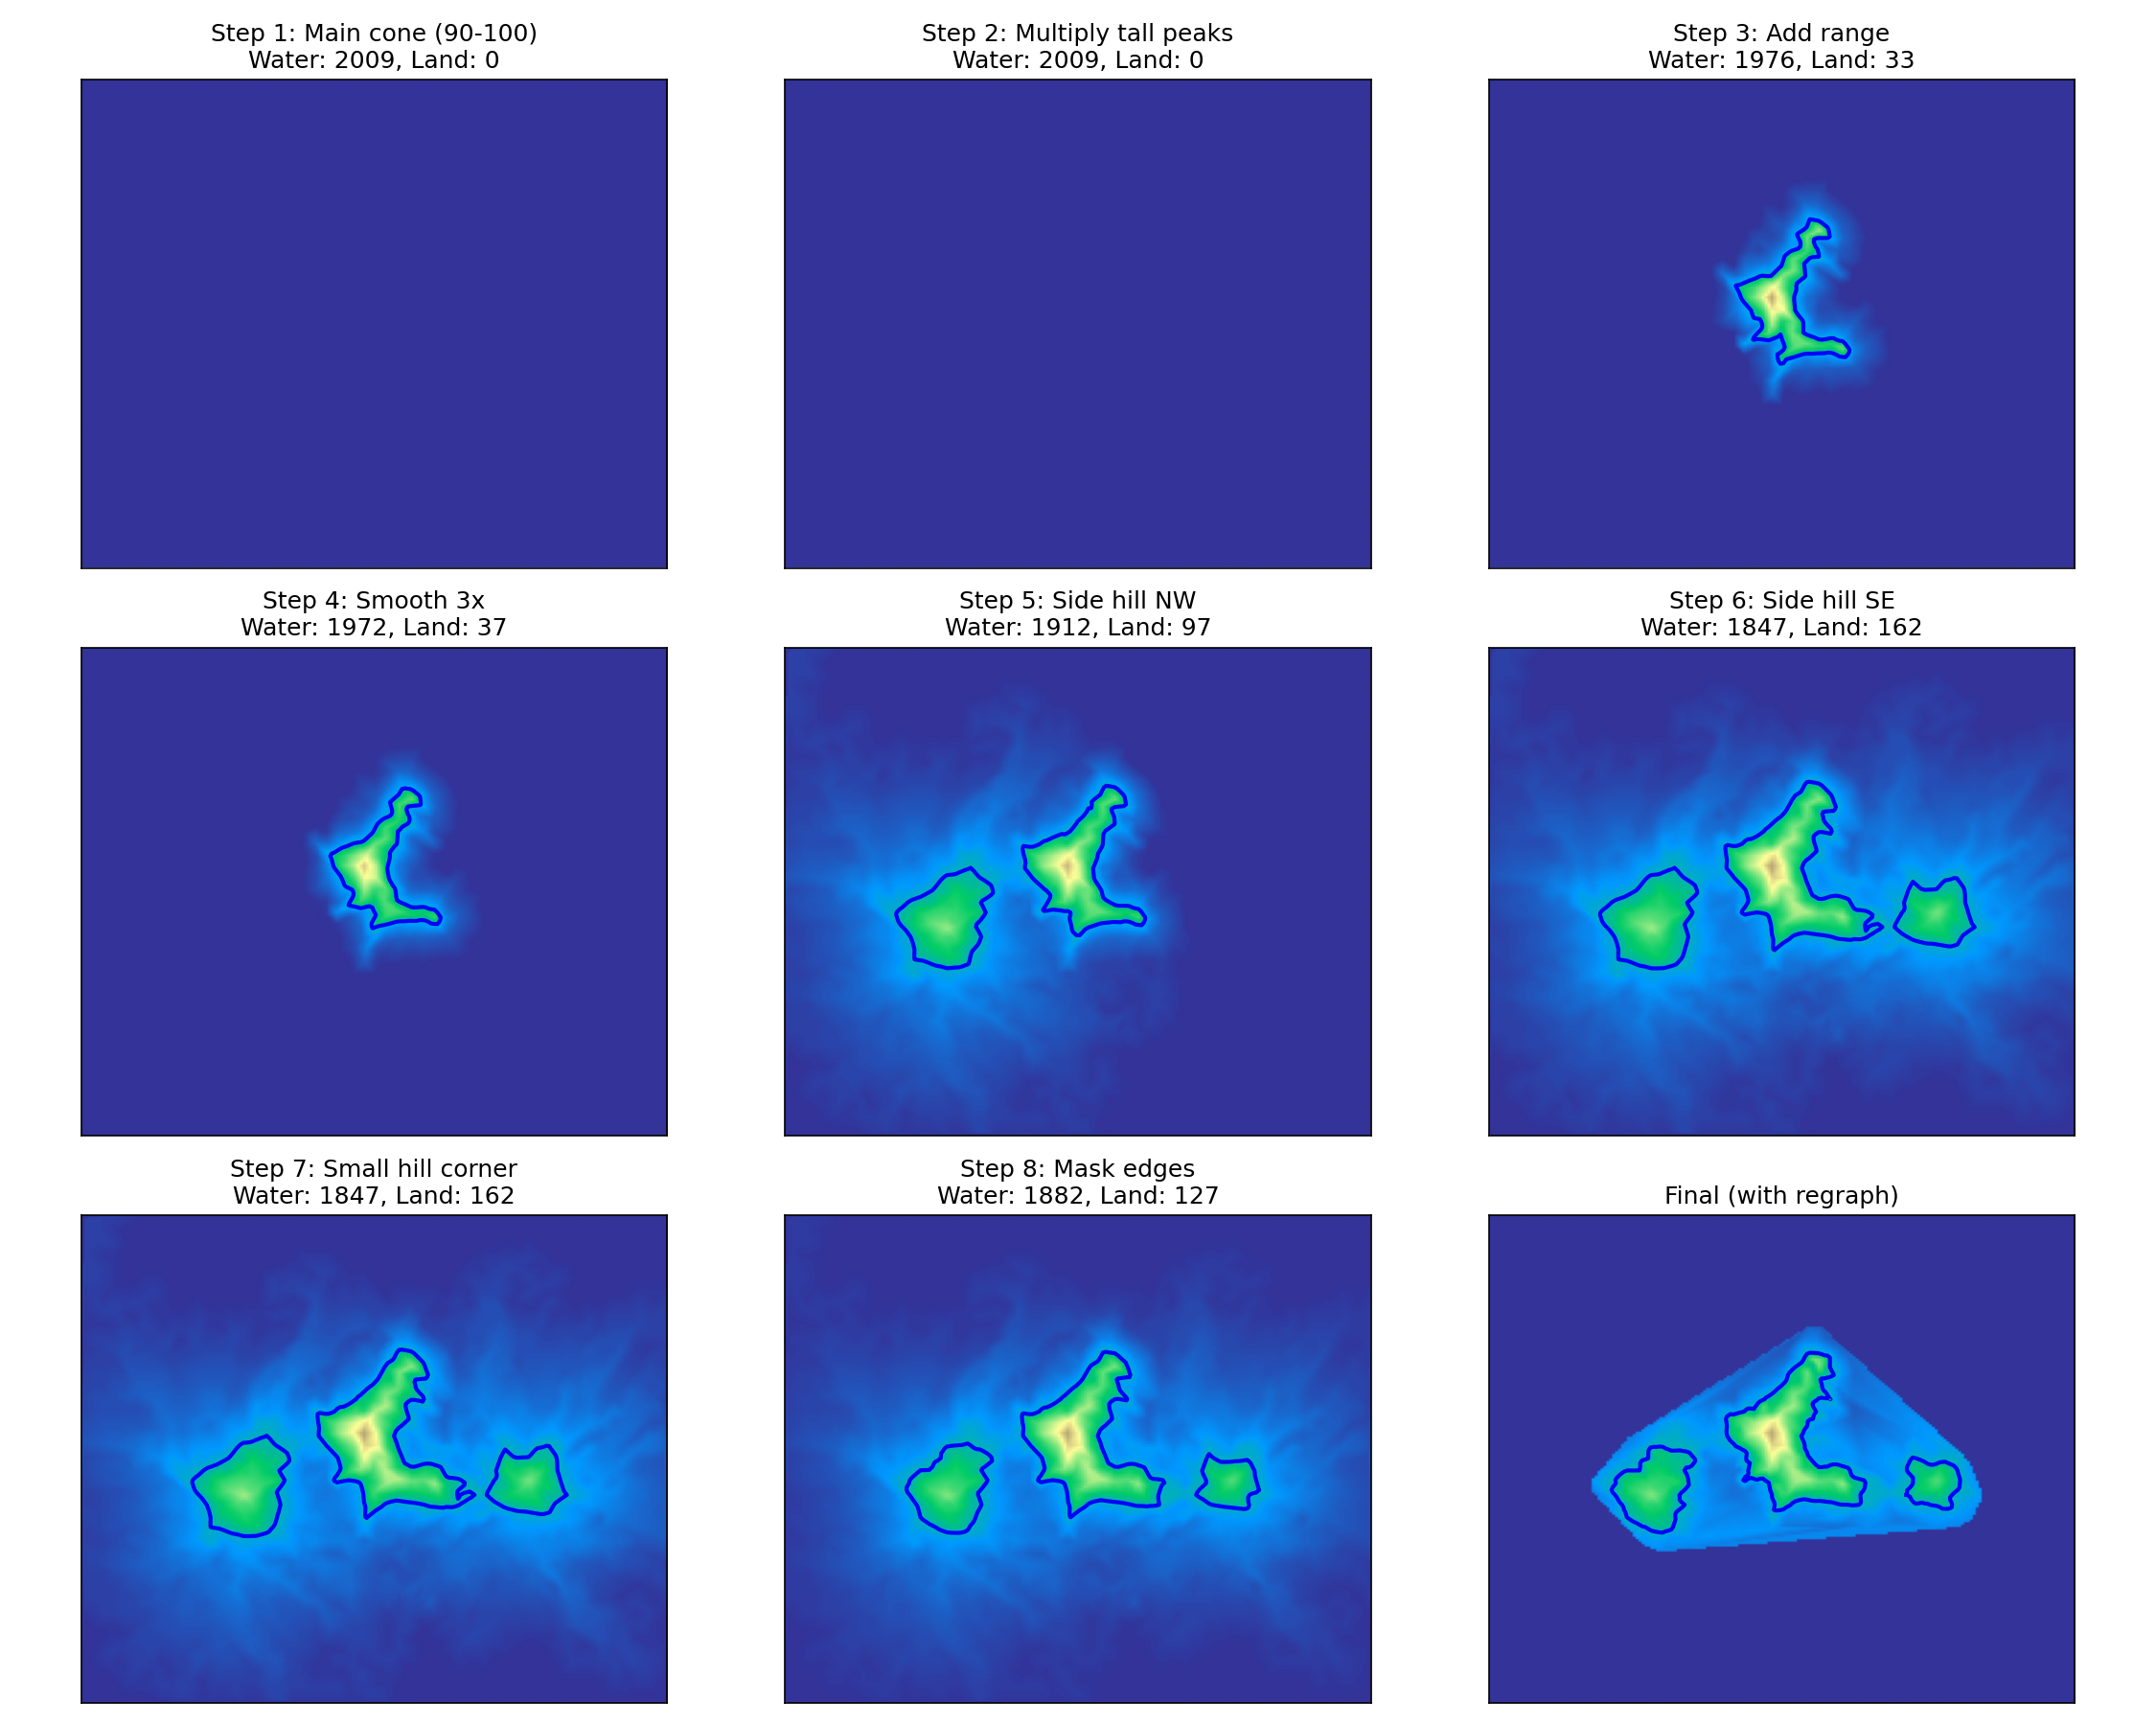 Step 1: Main cone (90-100)
Water: 2009, Land: 0
Step 2: Multiply tall peaks
Water: 2009, Land: 0
Step 3: Add range
Water: 1976, Land: 33
Step 4: Smooth 3x
Water: 1972, Land: 37
Step 5: Side hill NW
Water: 1912, Land: 97
Step 6: Side hill SE
Water: 1847, Land: 162
Step 7: Small hill corner
Water: 1847, Land: 162
Step 8: Mask edges
Water: 1882, Land: 127
Final (with regraph)